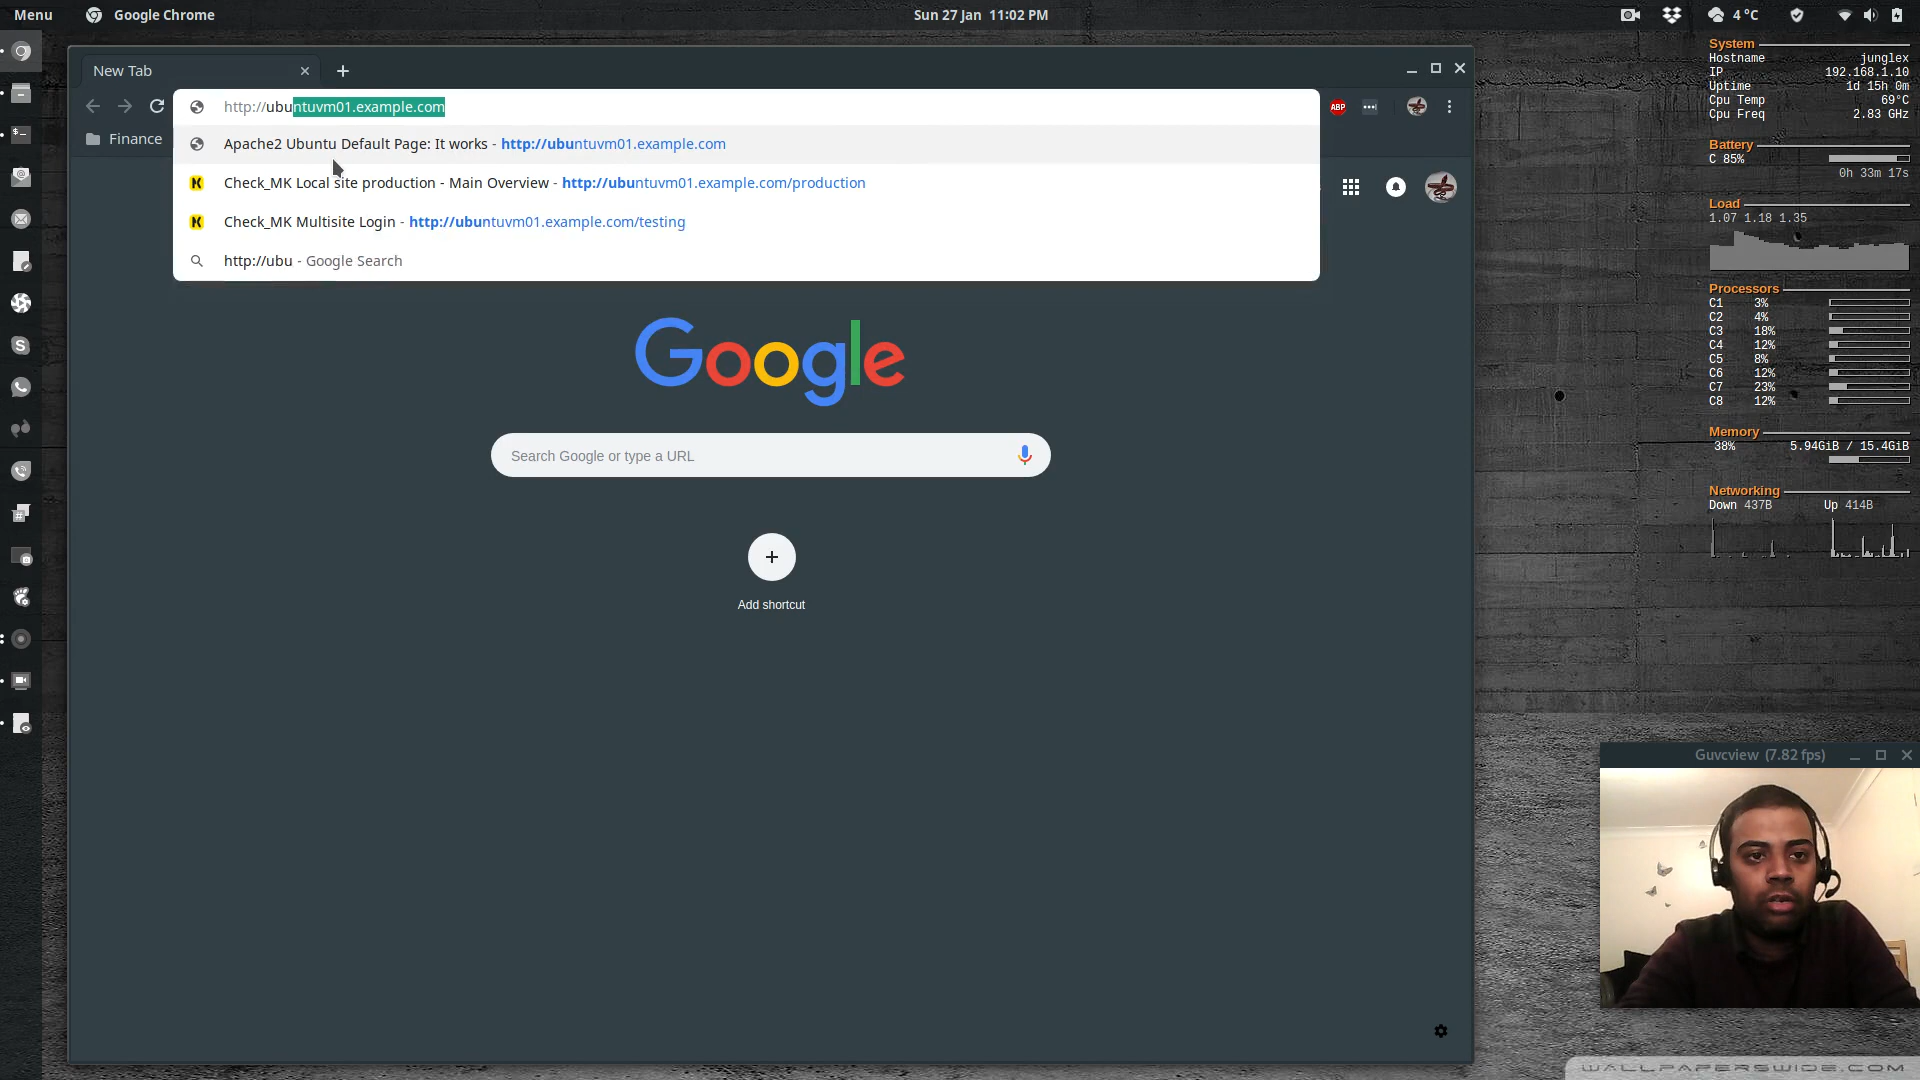 Menu
Google Chrome
Sun 27 Jan 11:02 PM
4 °C
New Tab
http://ubuntuvm01.example.com
ABP
Finance
Apache2 Ubuntu Default Page: It works - http://ubuntuvm01.example.com
Check_MK Local site production - Main Overview - http://ubuntuvm01.example.com/production
Check_MK Multisite Login - http://ubuntuvm01.example.com/testing
http://ubu - Google Search
Google
Search Google or type a URL
Add shortcut
System
Hostname junglex
IP 192.168.1.10
Uptime 1d 15h 0m
Cpu Temp 69°C
Cpu Freq 2.83 GHz
Battery
C 85%
0h 33m 17s
Load
1.07 1.18 1.35
Processors
C1 3%
C2 4%
C3 18%
C4 12%
C5 8%
C6 12%
C7 23%
C8 12%
Memory
38% 5.94GiB / 15.4GiB
Networking
Down 437B Up 414B
Guvcview (7.82 fps)
WALLPAPERSWIDE.COM